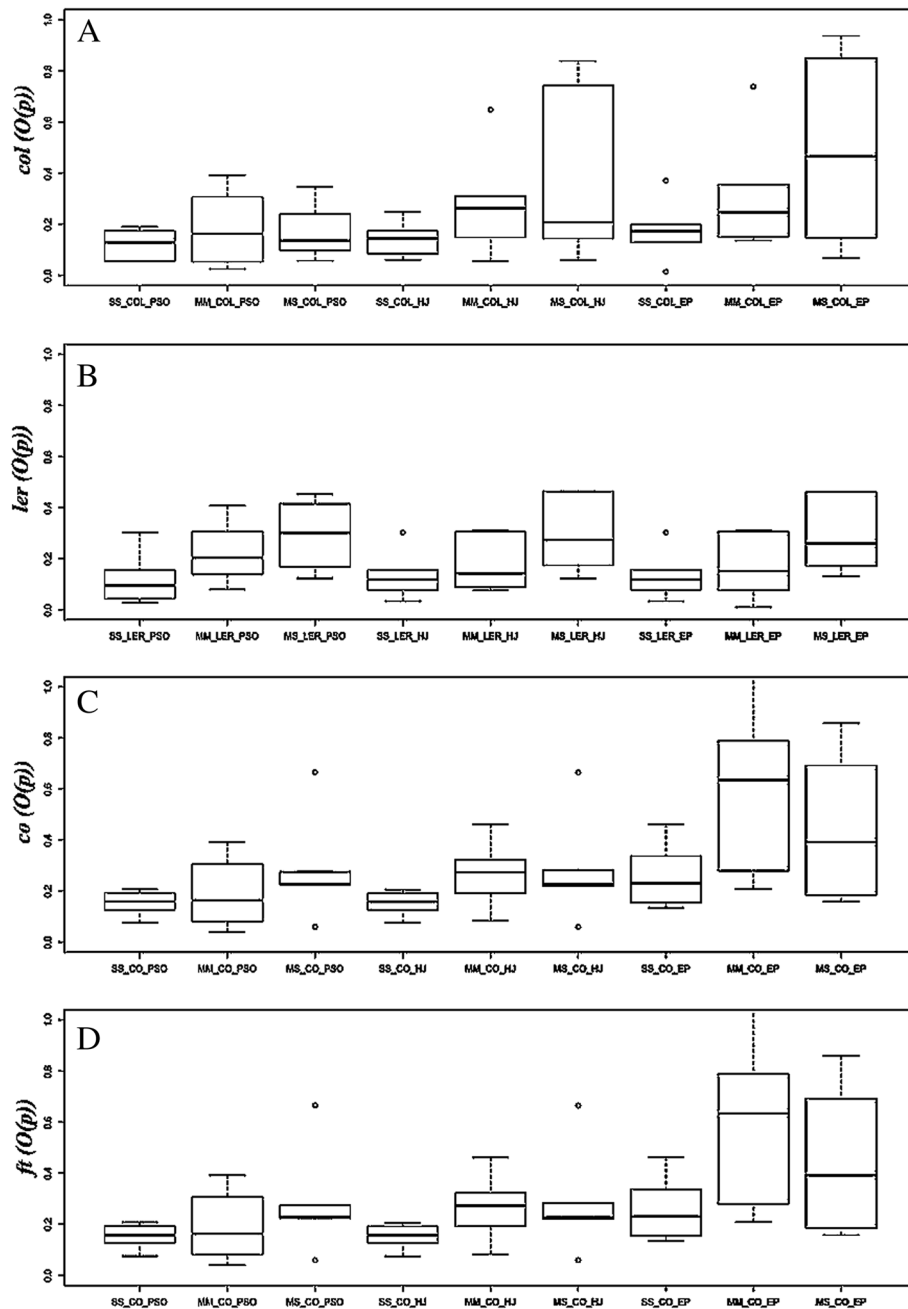 A
col (O(p))
1.0
0.8
0.6
0.4
0.2
0.0
SS_COL_PSO MM_COL_PSO MS_COL_PSO SS_COL_HJ MM_COL_HJ MS_COL_HJ SS_COL_EP MM_COL_EP MS_COL_EP
B
ler (O(p))
1.0
0.8
0.6
0.4
0.2
0.0
SS_LER_PSO MM_LER_PSO MS_LER_PSO SS_LER_HJ MM_LER_HJ MS_LER_HJ SS_LER_EP MM_LER_EP MS_LER_EP
C
co (O(p))
1.0
0.8
0.6
0.4
0.2
0.0
SS_CO_PSO MM_CO_PSO MS_CO_PSO SS_CO_HJ MM_CO_HJ MS_CO_HJ SS_CO_EP MM_CO_EP MS_CO_EP
D
ft (O(p))
1.0
0.8
0.6
0.4
0.2
0.0
SS_CO_PSO MM_CO_PSO MS_CO_PSO SS_CO_HJ MM_CO_HJ MS_CO_HJ SS_CO_EP MM_CO_EP MS_CO_EP